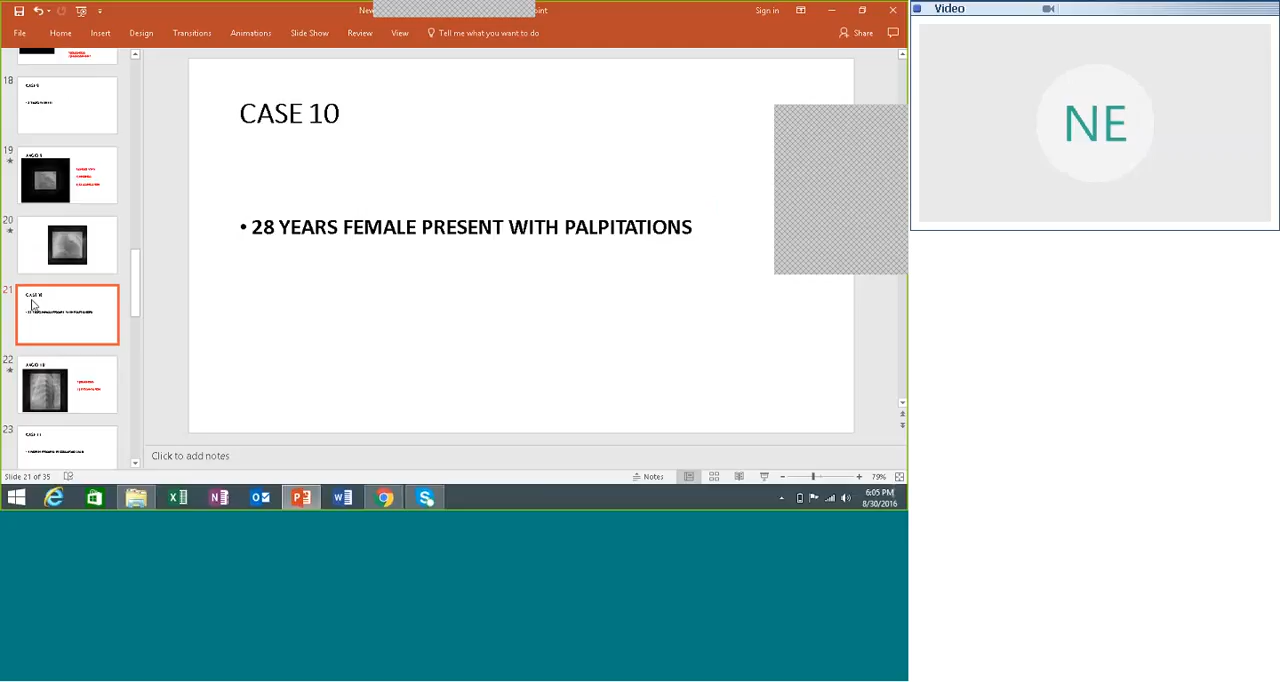 New
oint
Sign in
File Home Insert Design Transitions Animations Slide Show Review View Tell me what you want to do Share
18
19
20
21
22
23
CASE 10
• 28 YEARS FEMALE PRESENT WITH PALPITATIONS
Click to add notes
Slide 21 of 35
Notes
79%
6:05 PM
8/30/2016
Video
NE